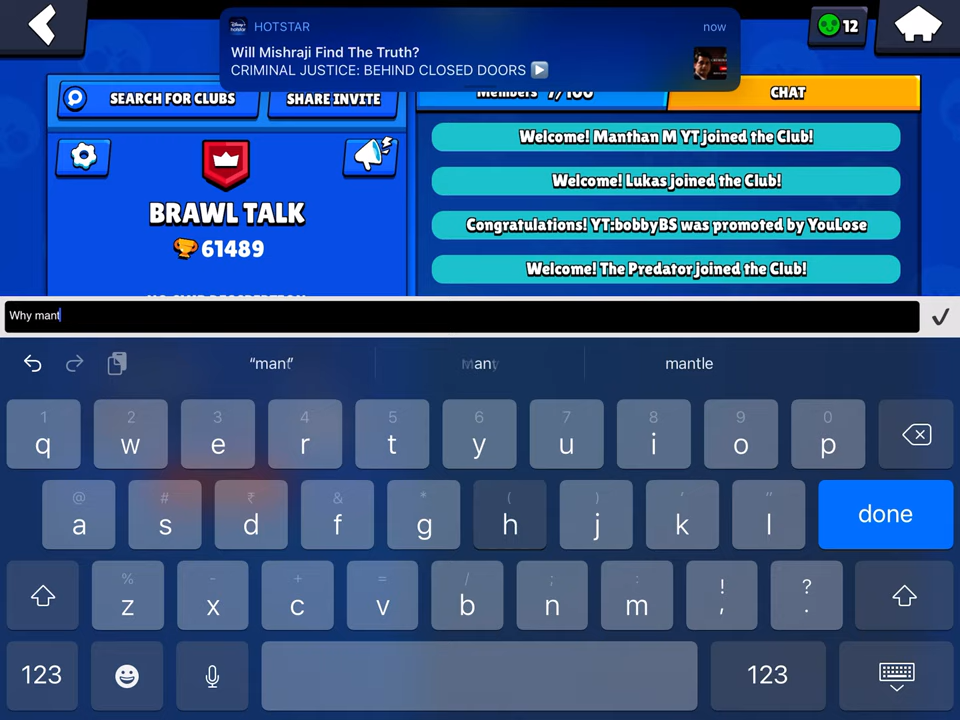 HOTSTAR
now
Will Mishraji Find The Truth?
CRIMINAL JUSTICE: BEHIND CLOSED DOORS
12
SEARCH FOR CLUBS
SHARE INVITE
Members 7/100
CHAT
BRAWL TALK
61489
Welcome! Manthan M YT joined the Club!
Welcome! Lukas joined the Club!
Congratulations! YT:bobbyBS was promoted by YouLose
Welcome! The Predator joined the Club!
Why mant
“mant”
Many
mantle
1 2 3 4 5 6 7 8 9 0
q w e r t y u i o p
@ # ₹ & * ( ) ' "
a s d f g h j k l done
% - + = / ; : ! ?
z x c v b n m , .
123 123